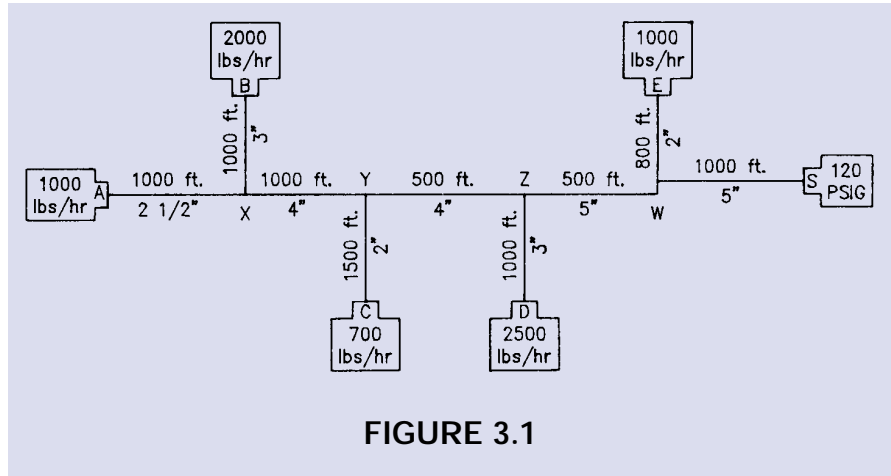 2000
lbs/hr
B
1000 ft.
3"
1000
lbs/hr
E
800 ft.
2"
1000
lbs/hr
A
1000 ft.
2 1/2"
X
1000 ft.
4"
Y
500 ft.
4"
Z
500 ft.
5"
W
1000 ft.
5"
S
120
PSIG
1500 ft.
2"
C
700
lbs/hr
1000 ft.
3"
D
2500
lbs/hr
FIGURE 3.1